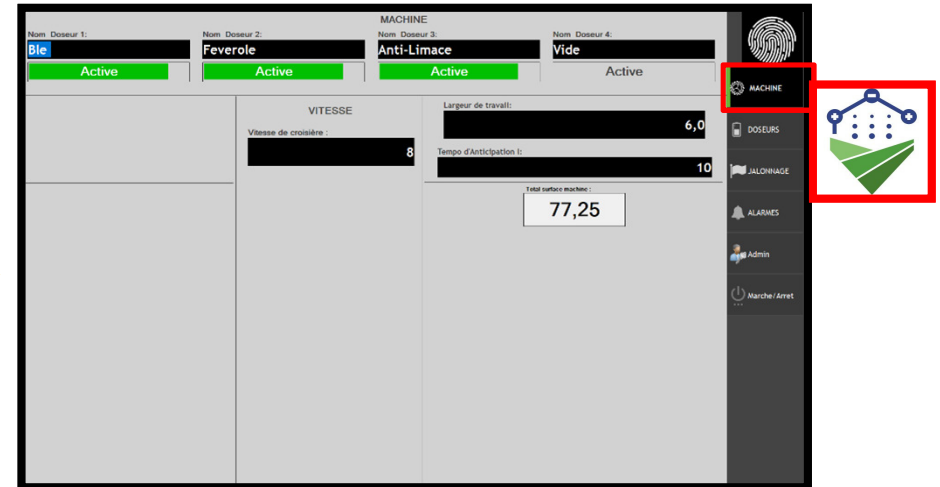 MACHINE
Nom Doseur 1:
Nom Doseur 2:
Nom Doseur 3:
Nom Doseur 4:
Ble
Feverole
Anti-Limace
Vide
Active
Active
Active
Active
VITESSE
Vitesse de croisière :
8
Largeur de travail:
6,0
Tempo d'Anticipation I:
10
Total surface machine :
77,25
MACHINE
DOSEURS
JALONNAGE
ALARMES
Admin
Marche/Arret